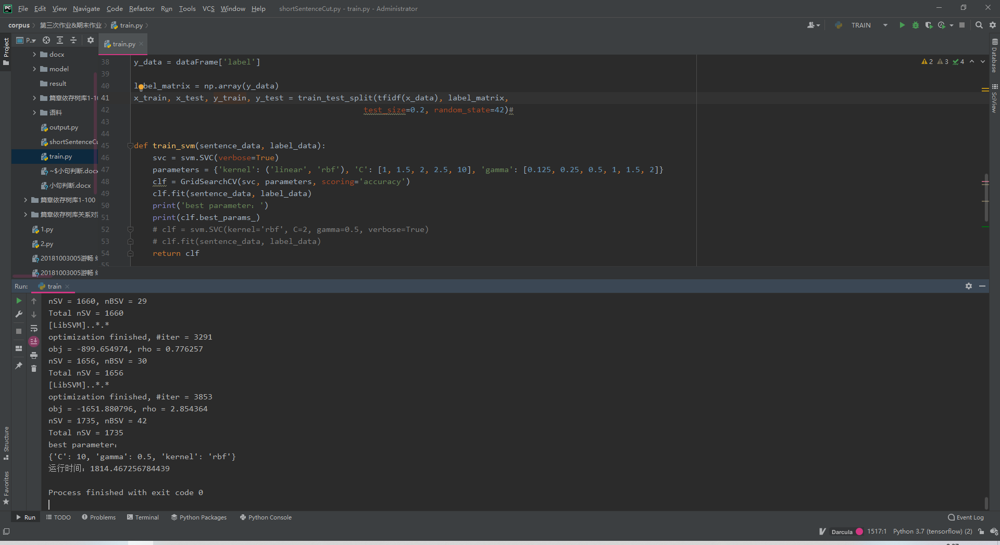 PC File Edit View Navigate Code Refactor Run Tools VCS Window Help shortSentenceCut.py - train.py - Administrator
corpus 第三次作业&期末作业 train.py TRAIN
Project P.. train.py
docx
model
result
篇章依存树库1-10
语料
output.py
shortSentenceCu
train.py
~$小句判断.docx
小句判断.docx
篇章依存树库1-100
篇章依存树库关系对
1.py
2.py
20181003005游畅
20181003005游畅
2 3 4
38 y_data = dataFrame['label']
39
40 label_matrix = np.array(y_data)
41 x_train, x_test, y_train, y_test = train_test_split(tfidf(x_data), label_matrix,
42 test_size=0.2, random_state=42)#
43
44
45 def train_svm(sentence_data, label_data):
46 svc = svm.SVC(verbose=True)
47 parameters = {'kernel': ('linear', 'rbf'), 'C': [1, 1.5, 2, 2.5, 10], 'gamma': [0.125, 0.25, 0.5, 1, 1.5, 2]}
48 clf = GridSearchCV(svc, parameters, scoring='accuracy')
49 clf.fit(sentence_data, label_data)
50 print('best parameter：')
51 print(clf.best_params_)
52 # clf = svm.SVC(kernel='rbf', C=2, gamma=0.5, verbose=True)
53 # clf.fit(sentence_data, label_data)
54 return clf
55
Database
SciView
Run: train
nSV = 1660, nBSV = 29
Total nSV = 1660
[LibSVM]..*.*
optimization finished, #iter = 3291
obj = -899.654974, rho = 0.776257
nSV = 1656, nBSV = 30
Total nSV = 1656
[LibSVM]..*.*
optimization finished, #iter = 3853
obj = -1651.880796, rho = 2.854364
nSV = 1735, nBSV = 42
Total nSV = 1735
best parameter：
{'C': 10, 'gamma': 0.5, 'kernel': 'rbf'}
运行时间：1814.467256784439
Process finished with exit code 0
Structure
Favorites
Run TODO Problems Terminal Python Packages Python Console Event Log
Darcula 1517:1 Python 3.7 (tensorflow) (2)